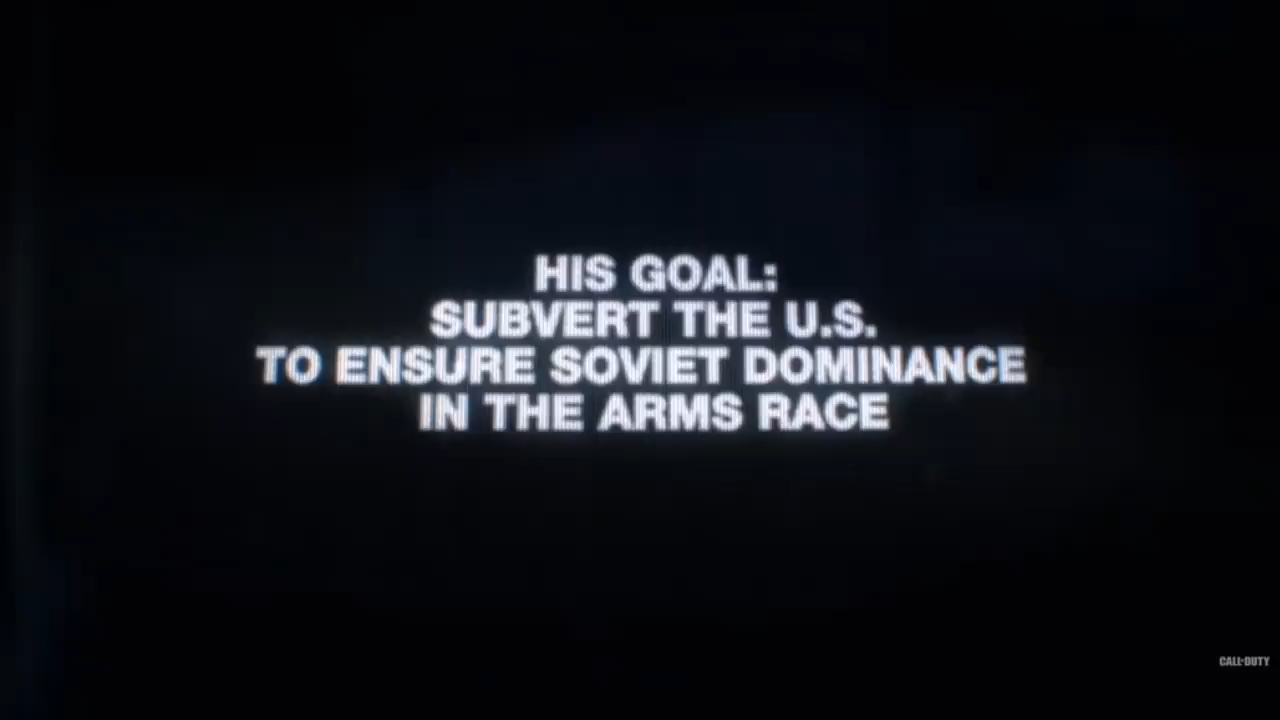 HIS GOAL:
SUBVERT THE U.S.
TO ENSURE SOVIET DOMINANCE
IN THE ARMS RACE
CALL OF DUTY